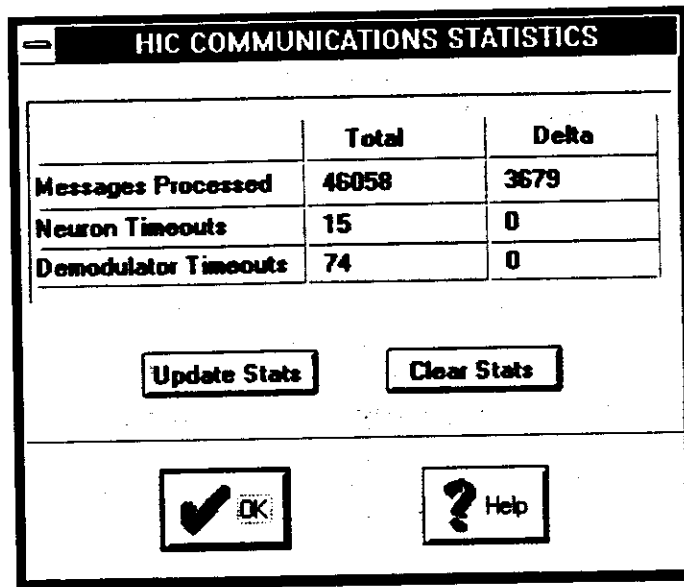 HIC COMMUNICATIONS STATISTICS
Total Delta
Messages Processed 46058 3679
Neuron Timeouts 15 0
Demodulator Timeouts 74 0
Update Stats Clear Stats
OK Help